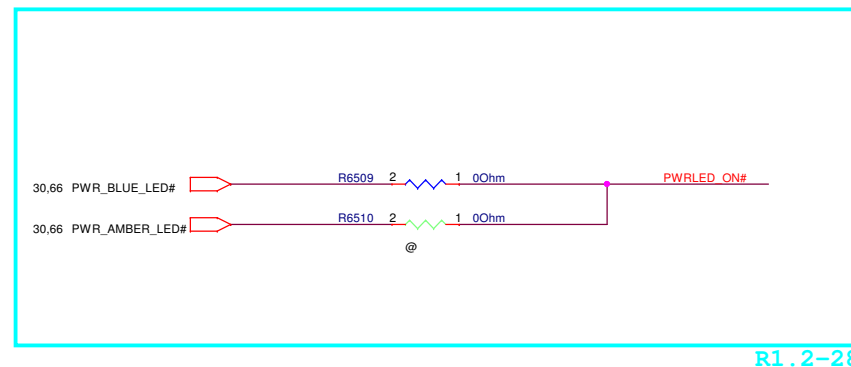 30,66 PWR_BLUE_LED# R6509 2 1 0Ohm PWRLED_ON#
30,66 PWR_AMBER_LED# R6510 2 1 0Ohm
@
R1.2-28